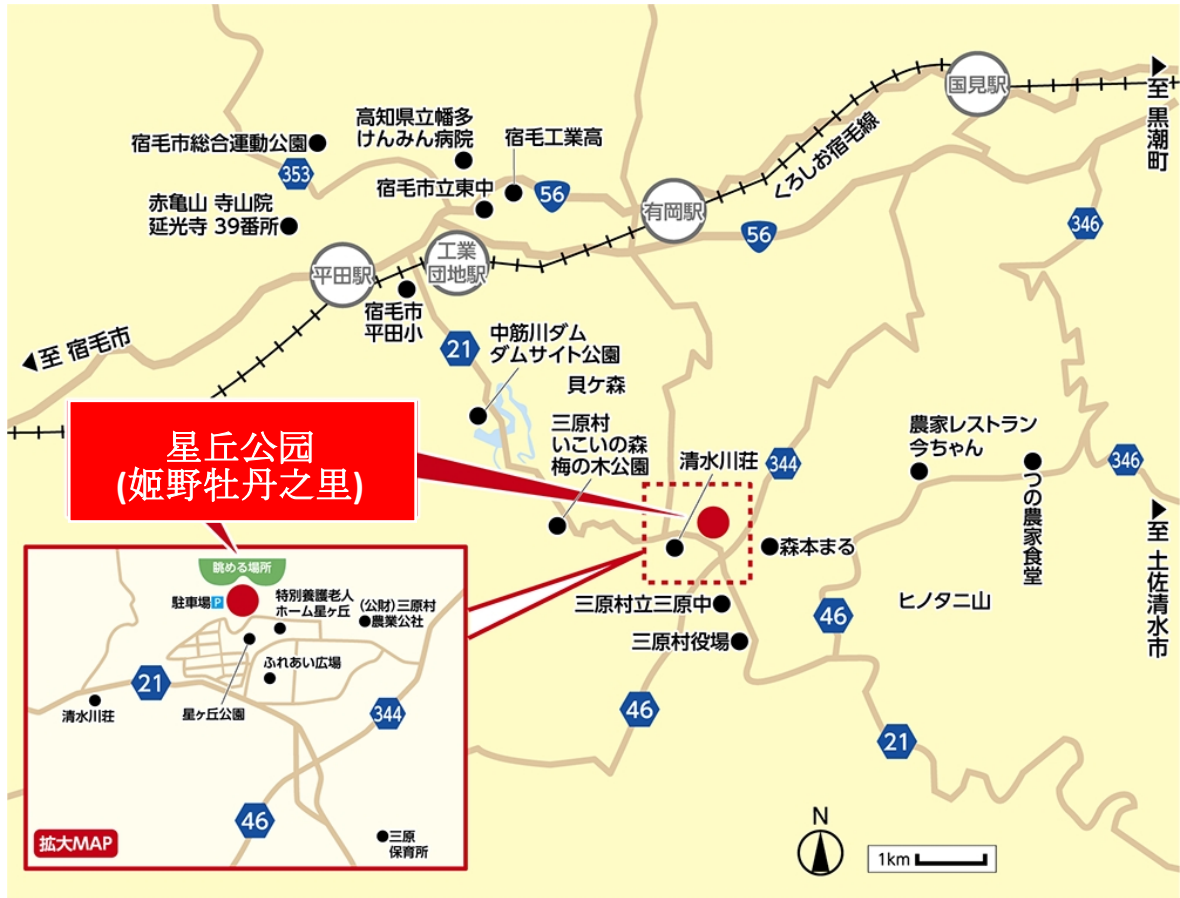 国見駅
至 黒潮町
高知県立幡多
けんみん病院
宿毛工業高
宿毛市総合運動公園
353
宿毛市立東中
56
くろしお宿毛線
有岡駅
赤亀山 寺山院
延光寺 39番所
56
346
工業
団地駅
平田駅
宿毛市
平田小
至 宿毛市
21
中筋川ダム
ダムサイト公園
貝ケ森
三原村
いこいの森
梅の木公園
清水川荘
344
農家レストラン
今ちゃん
346
つの農家食堂
至 土佐清水市
星丘公园
(姬野牡丹之里)
森本まる
三原村立三原中
三原村役場
ヒノタニ山
46
46
21
眺める場所
駐車場
P
特別養護老人
ホーム星ヶ丘
(公財)三原村
農業公社
ふれあい広場
21
清水川荘
星ヶ丘公園
344
46
拡大MAP
三原
保育所
N
1km